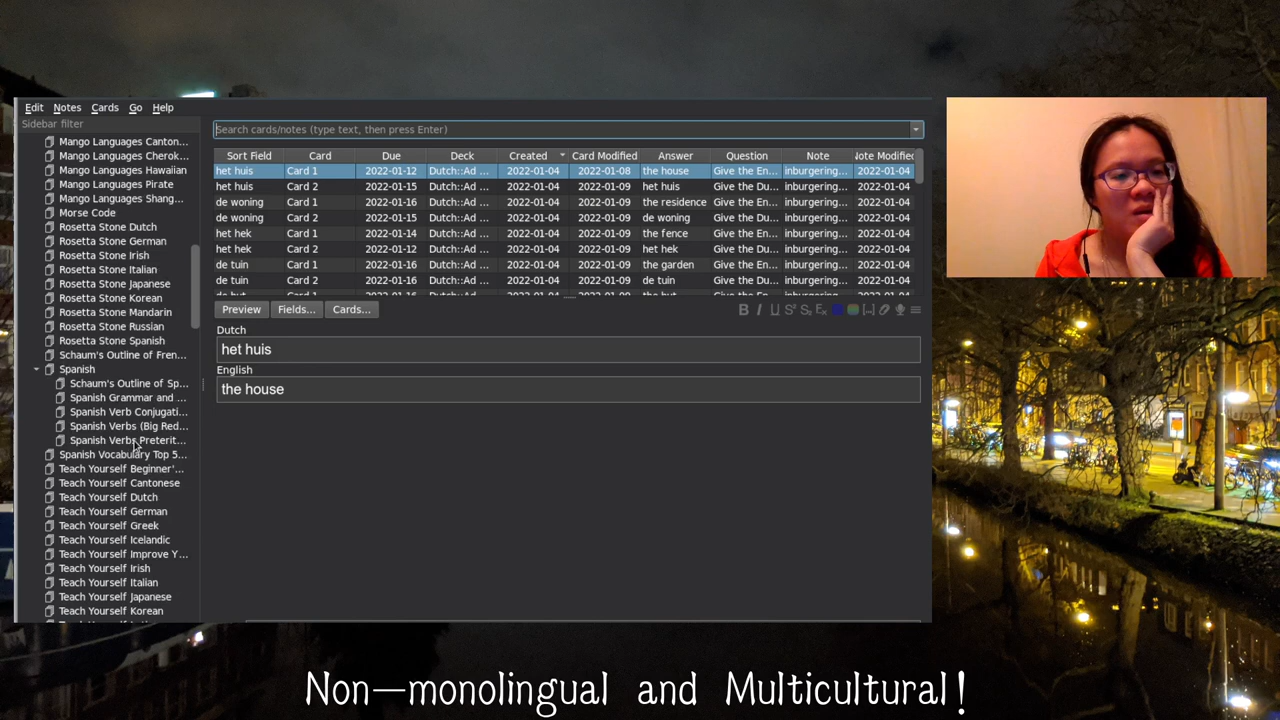 Edit Notes Cards Go Help
Sidebar filter
Mango Languages Canton...
Mango Languages Cherok...
Mango Languages Hawaiian
Mango Languages Pirate
Mango Languages Shang...
Morse Code
Rosetta Stone Dutch
Rosetta Stone German
Rosetta Stone Irish
Rosetta Stone Italian
Rosetta Stone Japanese
Rosetta Stone Korean
Rosetta Stone Mandarin
Rosetta Stone Russian
Rosetta Stone Spanish
Schaum's Outline of Fren...
Spanish
Schaum's Outline of Sp...
Spanish Grammar and ...
Spanish Verb Conjugati...
Spanish Verbs (Big Red...
Spanish Verbs Preterit...
Spanish Vocabulary Top 5...
Teach Yourself Beginner'...
Teach Yourself Cantonese
Teach Yourself Dutch
Teach Yourself German
Teach Yourself Greek
Teach Yourself Icelandic
Teach Yourself Improve Y...
Teach Yourself Irish
Teach Yourself Italian
Teach Yourself Japanese
Teach Yourself Korean
Search cards/notes (type text, then press Enter)
Sort Field Card Due Deck Created Card Modified Answer Question Note Note Modified
het huis Card 1 2022-01-12 Dutch::Ad ... 2022-01-04 2022-01-08 the house Give the En... inburgering... 2022-01-04
het huis Card 2 2022-01-15 Dutch::Ad ... 2022-01-04 2022-01-09 het huis Give the Du... inburgering... 2022-01-04
de woning Card 1 2022-01-16 Dutch::Ad ... 2022-01-04 2022-01-09 the residence Give the En... inburgering... 2022-01-04
de woning Card 2 2022-01-15 Dutch::Ad ... 2022-01-04 2022-01-09 de woning Give the Du... inburgering... 2022-01-04
het hek Card 1 2022-01-14 Dutch::Ad ... 2022-01-04 2022-01-09 the fence Give the En... inburgering... 2022-01-04
het hek Card 2 2022-01-12 Dutch::Ad ... 2022-01-04 2022-01-09 het hek Give the Du... inburgering... 2022-01-04
de tuin Card 1 2022-01-16 Dutch::Ad ... 2022-01-04 2022-01-09 the garden Give the En... inburgering... 2022-01-04
de tuin Card 2 2022-01-16 Dutch::Ad ... 2022-01-04 2022-01-09 de tuin Give the Du... inburgering... 2022-01-04
Preview Fields... Cards...
Dutch
het huis
English
the house
Non–monolingual and Multicultural!